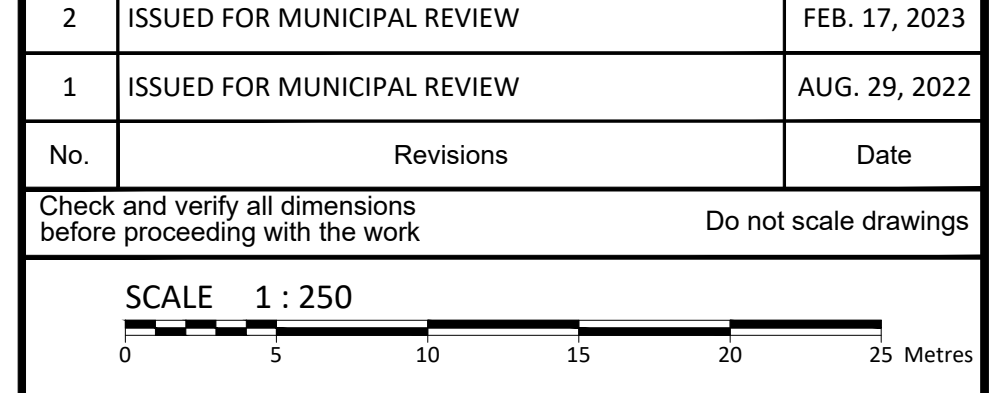 2 ISSUED FOR MUNICIPAL REVIEW FEB. 17, 2023
1 ISSUED FOR MUNICIPAL REVIEW AUG. 29, 2022
No. Revisions Date
Check and verify all dimensions
before proceeding with the work
Do not scale drawings
SCALE 1 : 250
0 5 10 15 20 25 Metres